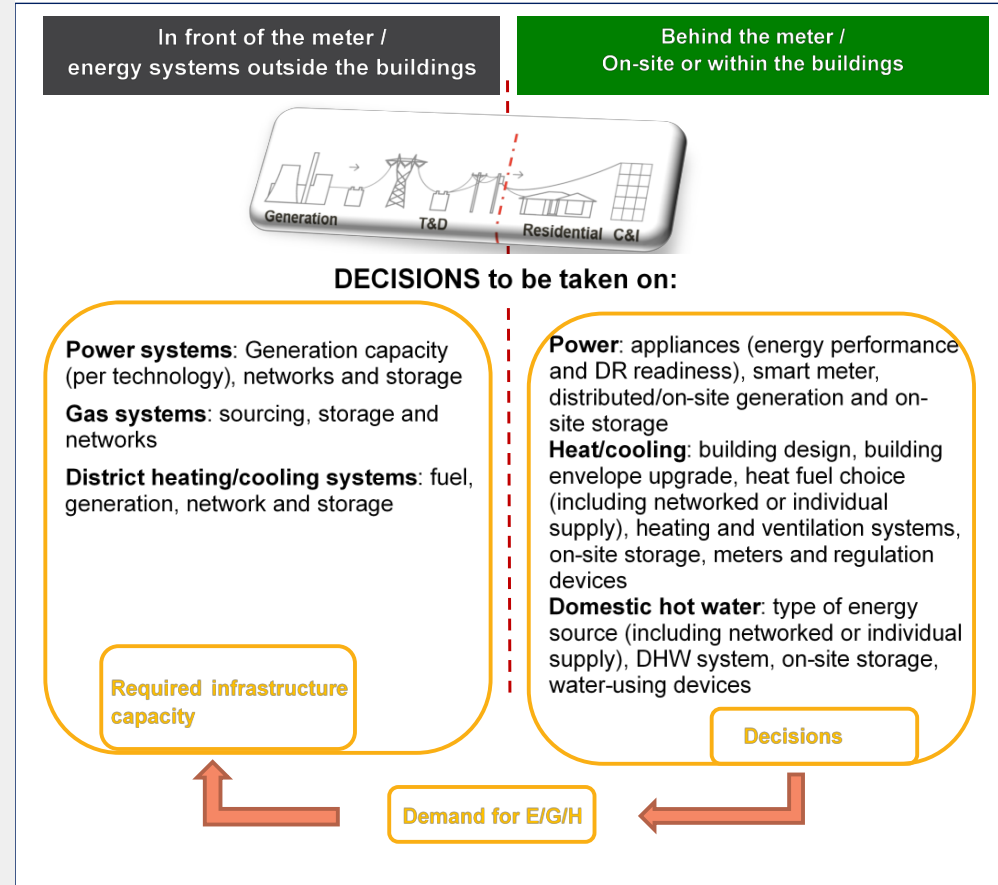 In front of the meter /
energy systems outside the buildings
Behind the meter /
On-site or within the buildings
Generation
T&D
Residential
C&I
DECISIONS to be taken on:
Power systems: Generation capacity
(per technology), networks and storage
Gas systems: sourcing, storage and
networks
District heating/cooling systems: fuel,
generation, network and storage
Required infrastructure
capacity
Power: appliances (energy performance
and DR readiness), smart meter,
distributed/on-site generation and on-
site storage
Heat/cooling: building design, building
envelope upgrade, heat fuel choice
(including networked or individual
supply), heating and ventilation systems,
on-site storage, meters and regulation
devices
Domestic hot water: type of energy
source (including networked or individual
supply), DHW system, on-site storage,
water-using devices
Decisions
Demand for E/G/H